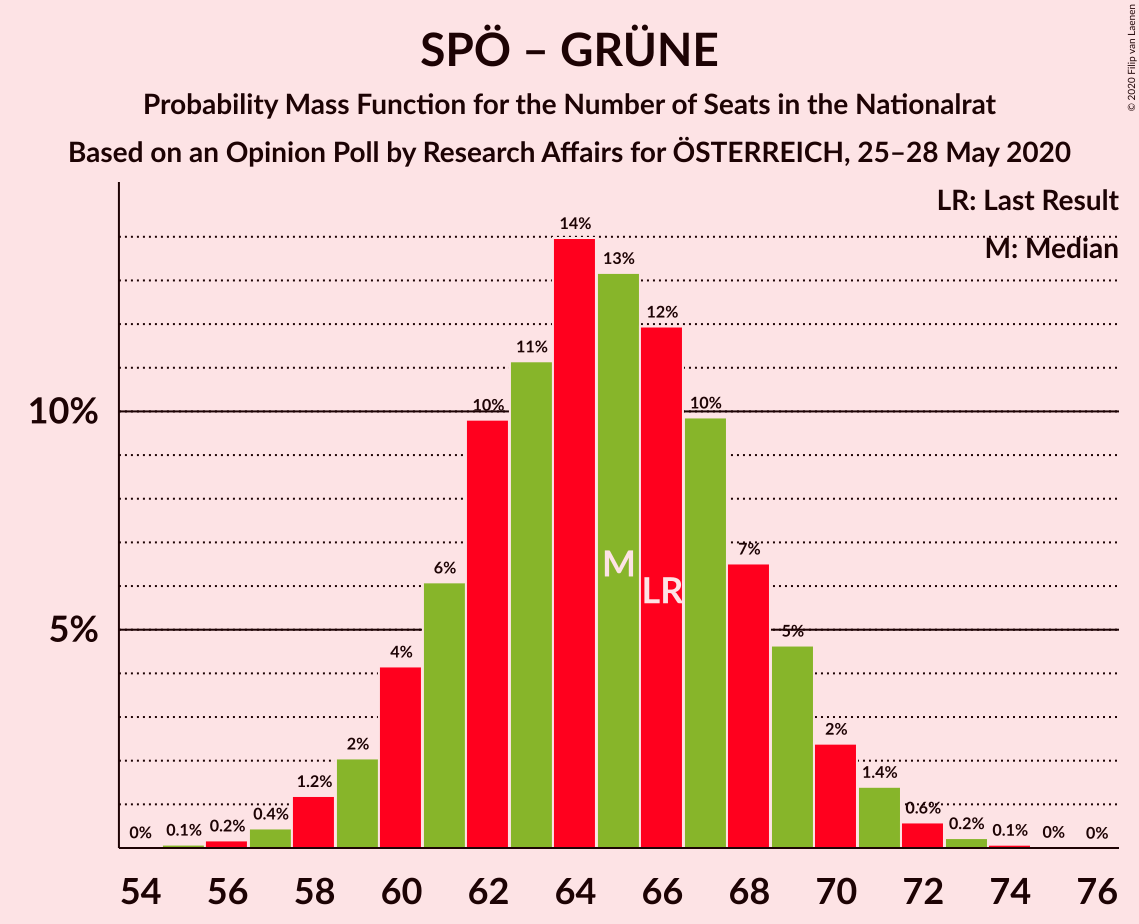 SPÖ – GRÜNE
Probability Mass Function for the Number of Seats in the Nationalrat
Based on an Opinion Poll by Research Affairs for ÖSTERREICH, 25–28 May 2020
© 2020 Filip van Laenen
LR: Last Result
M: Median
10%
5%
0%
0.1%
0.2%
0.4%
1.2%
2%
4%
6%
10%
11%
14%
13%
12%
10%
7%
5%
2%
1.4%
0.6%
0.2%
0.1%
0%
0%
M
LR
54 56 58 60 62 64 66 68 70 72 74 76